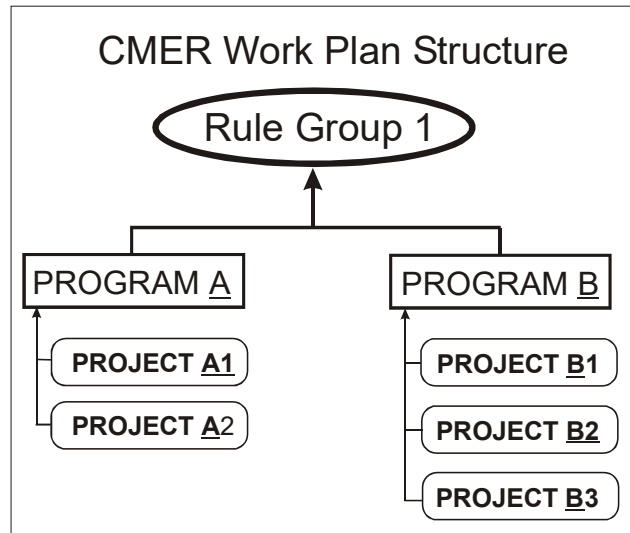 CMER Work Plan Structure
Rule Group 1
PROGRAM A
PROJECT A1
PROJECT A2
PROGRAM B
PROJECT B1
PROJECT B2
PROJECT B3